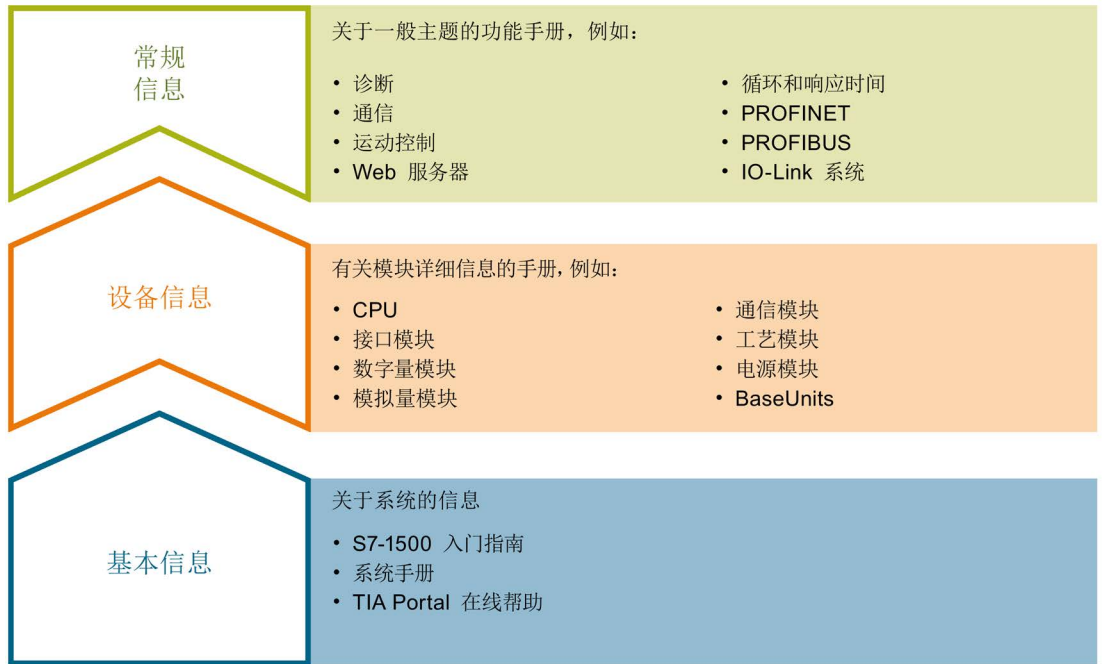 常规
信息
关于一般主题的功能手册，例如：
• 诊断
• 通信
• 运动控制
• Web 服务器
• 循环和响应时间
• PROFINET
• PROFIBUS
• IO-Link 系统
设备信息
有关模块详细信息的手册，例如：
• CPU
• 接口模块
• 数字量模块
• 模拟量模块
• 通信模块
• 工艺模块
• 电源模块
• BaseUnits
基本信息
关于系统的信息
• S7-1500 入门指南
• 系统手册
• TIA Portal 在线帮助